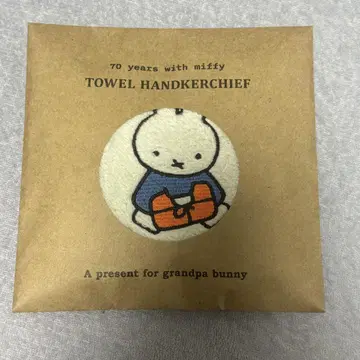 70 years with miffy
TOWEL HANDKERCHIEF
A present for grandpa bunny